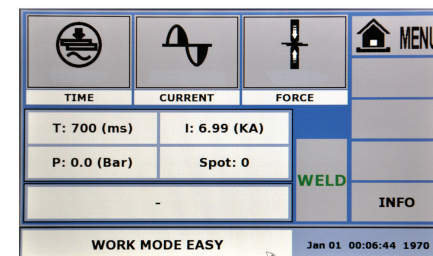 MENU
TIME
CURRENT
FORCE
T: 700 (ms)
I: 6.99 (KA)
P: 0.0 (Bar)
Spot: 0
WELD
-
INFO
WORK MODE EASY
Jan 01 00:06:44 1970